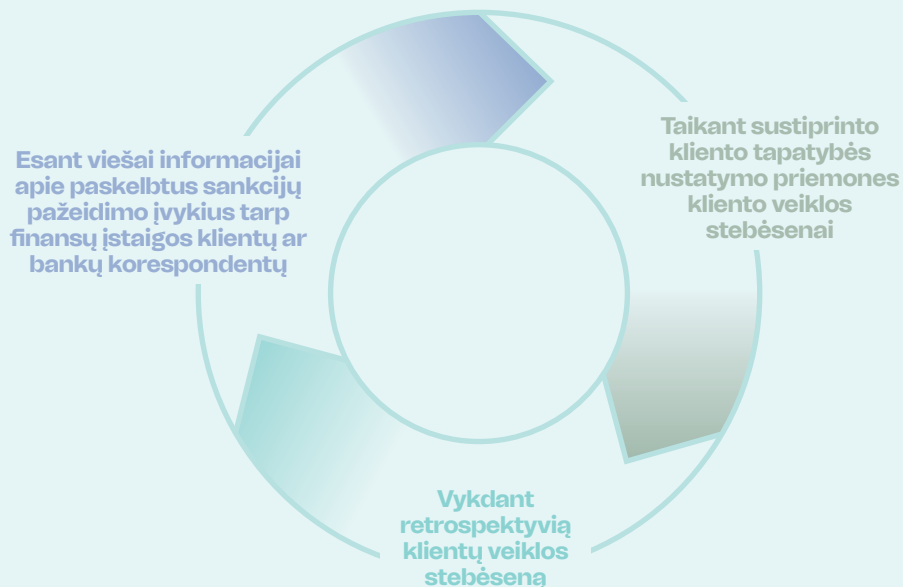 Esant viešai informacijai
apie paskelbtus sankcijų
pažeidimo įvykius tarp
finansų įstaigos klientų ar
bankų korespondentų
Taikant sustiprinto
kliento tapatybės
nustatymo priemones
kliento veiklos
stebėsenai
Vykdant
retrospektyvią
klientų veiklos
stebėseną